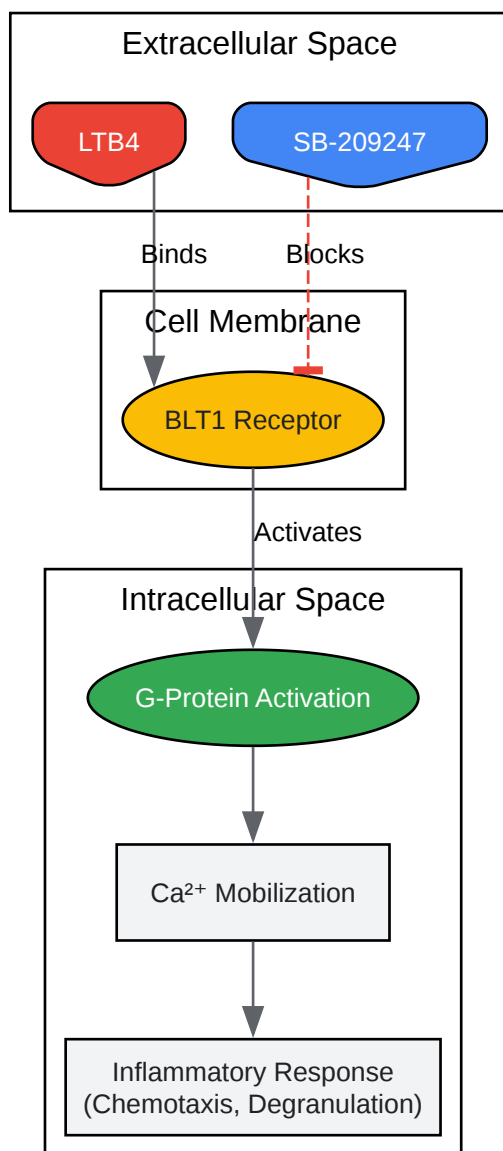 Extracellular Space
LTB4
SB-209247
Binds
Blocks
Cell Membrane
BLT1 Receptor
Activates
Intracellular Space
G-Protein Activation
Ca²⁺ Mobilization
Inflammatory Response
(Chemotaxis, Degranulation)